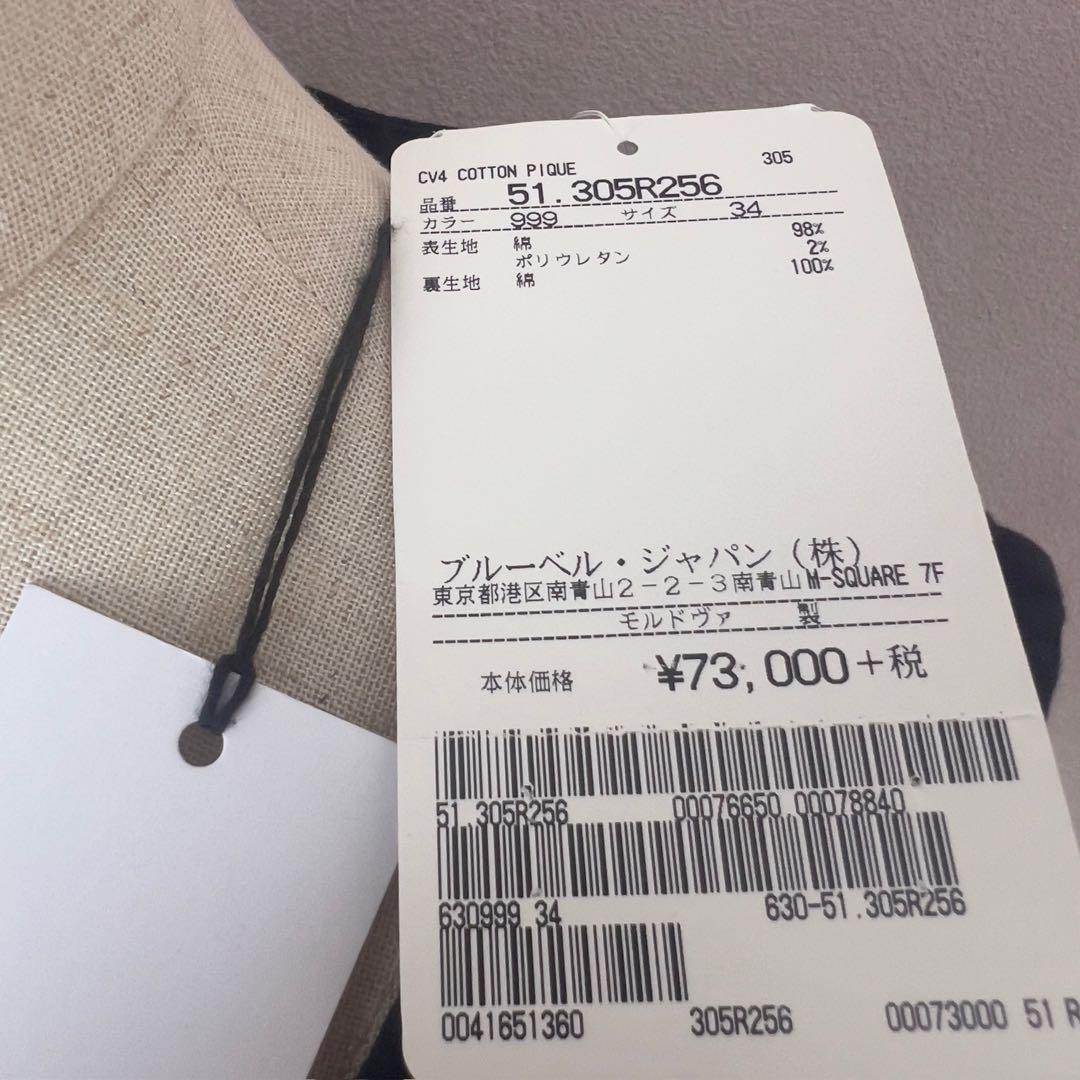 CV4 COTTON PIQUE 305
品番 51.305R256
カラー 999 サイズ 34
表生地 綿 98%
ポリウレタン 2%
裏生地 綿 100%
ブルーベル・ジャパン(株)
東京都港区南青山2-2-3南青山M-SQUARE 7F
モルドヴァ 製
本体価格 ¥73,000+税
51.305R256 00076650 00078840
630999 34 630-51.305R256
0041651360 305R256 00073000 51 R